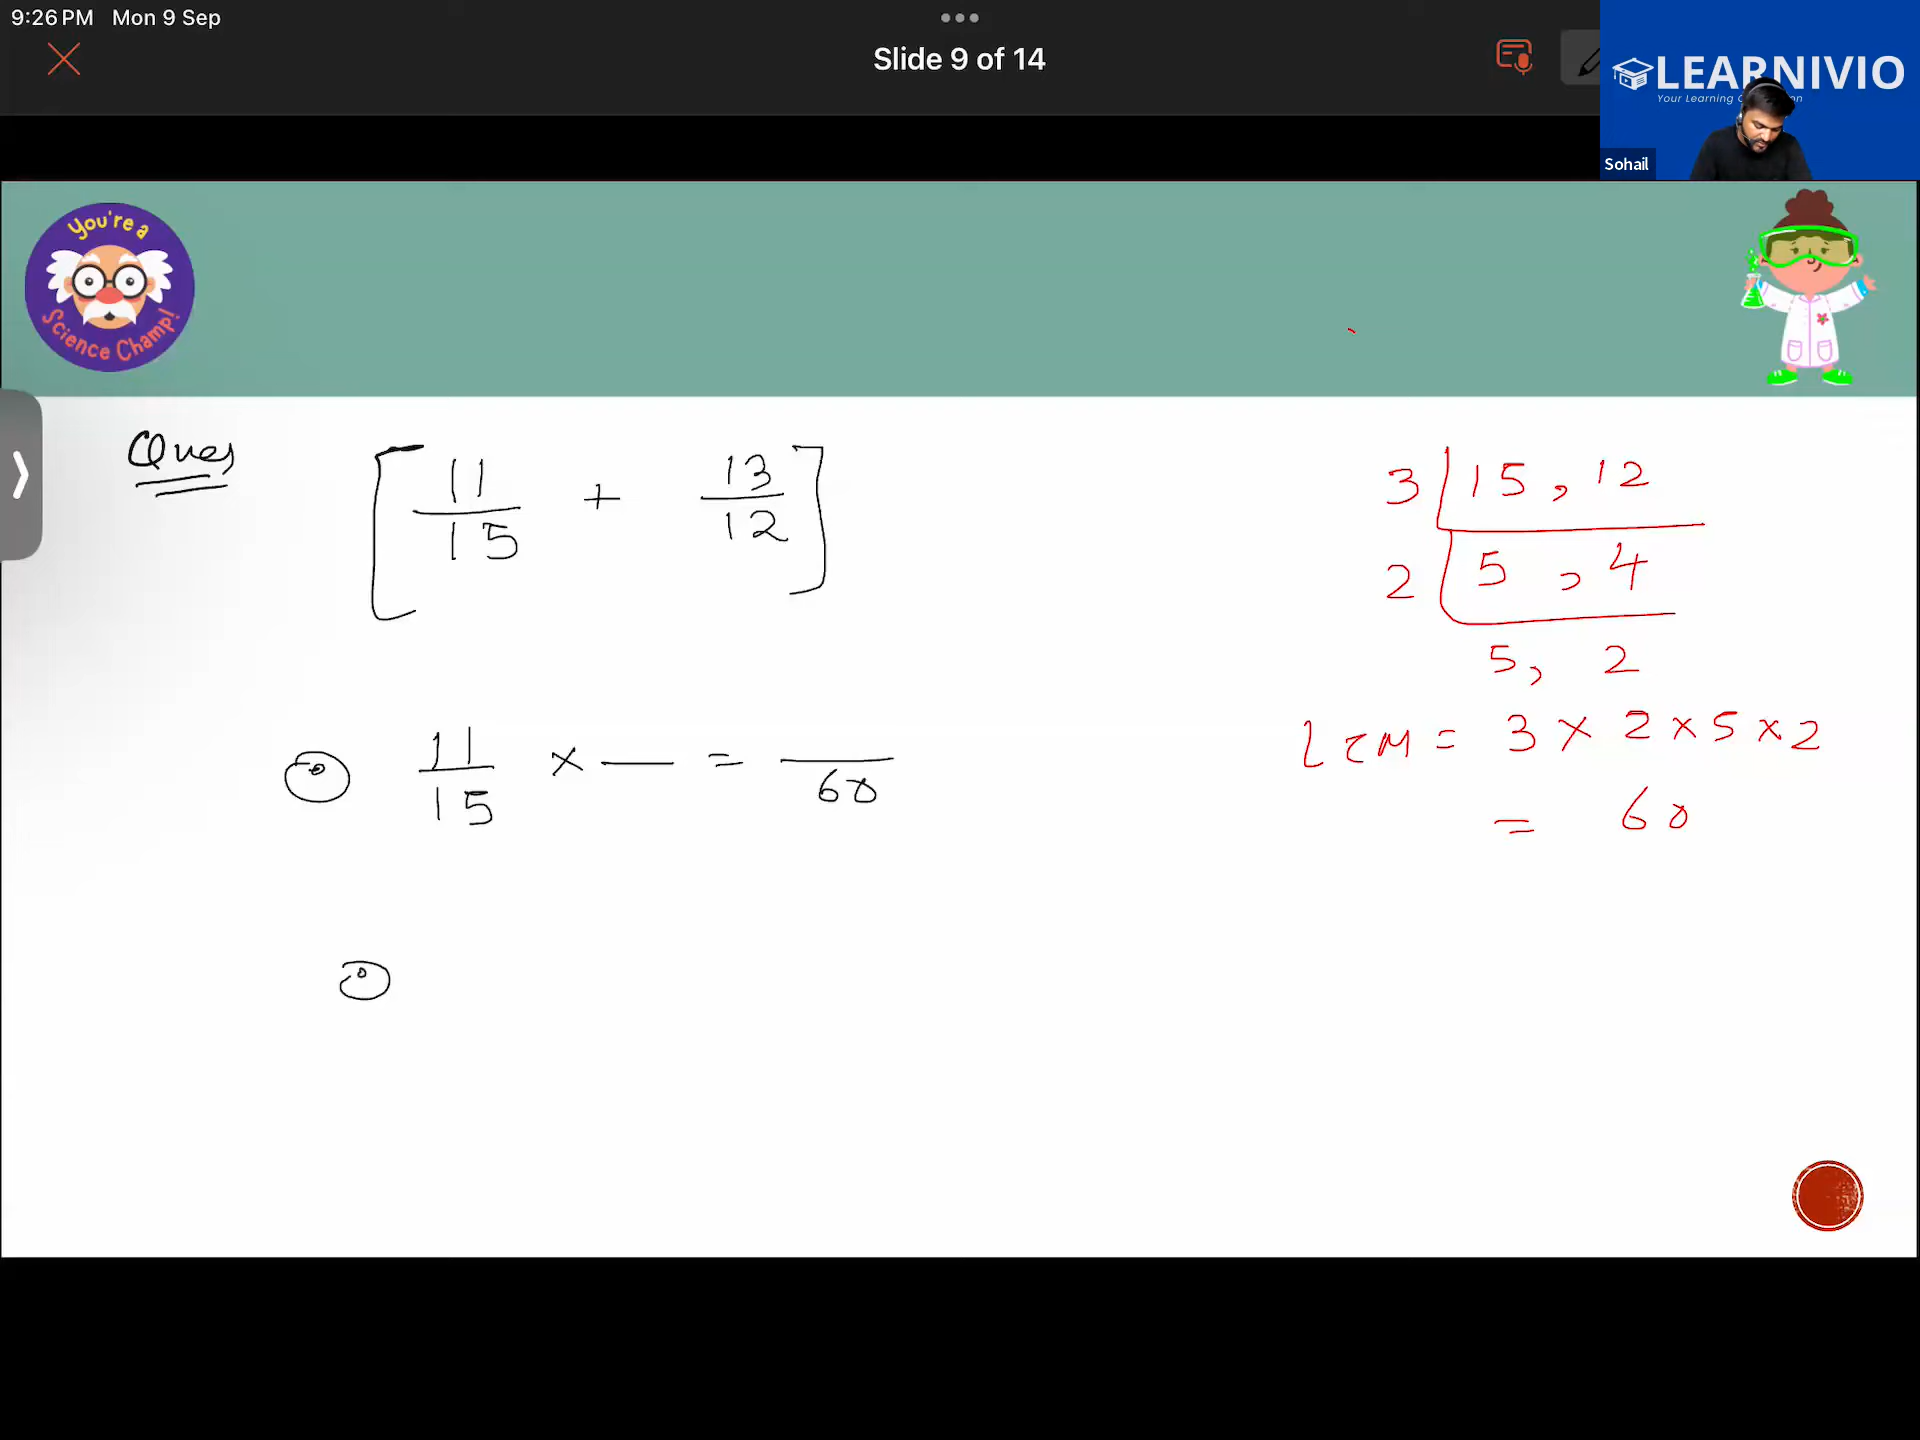 9:26 PM Mon 9 Sep
Slide 9 of 14
LEARNIVIO
Your Learning
Sohail
You're a
Science Champ!
Ques
[ 11/15 + 13/12 ]
3 | 15, 12
2 | 5, 4
5, 2
LCM = 3 × 2 × 5 × 2
= 60
11/15 × — = —/60